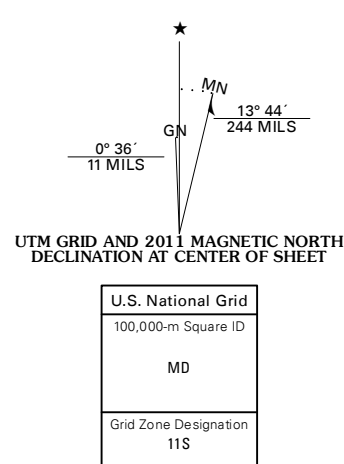 MN
GN
13° 44´
244 MILS
0° 36´
11 MILS
UTM GRID AND 2011 MAGNETIC NORTH
DECLINATION AT CENTER OF SHEET
U.S. National Grid
100,000-m Square ID
MD
Grid Zone Designation
11S